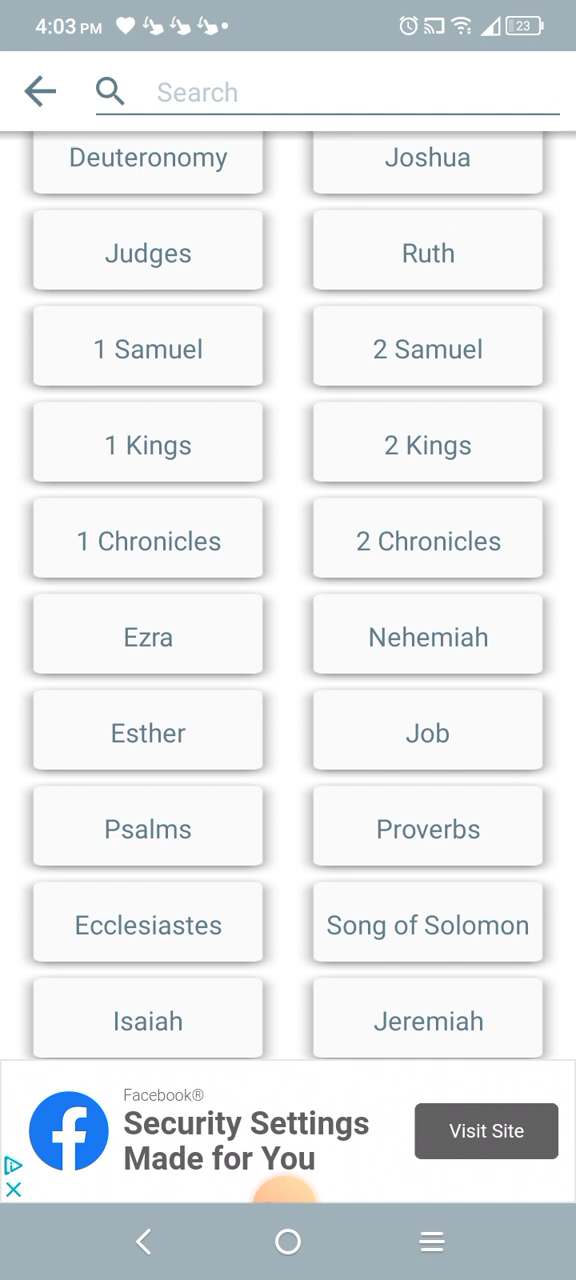 4:03 PM
23
Search
Deuteronomy
Joshua
Judges
Ruth
1 Samuel
2 Samuel
1 Kings
2 Kings
1 Chronicles
2 Chronicles
Ezra
Nehemiah
Esther
Job
Psalms
Proverbs
Ecclesiastes
Song of Solomon
Isaiah
Jeremiah
Facebook®
Security Settings
Made for You
Visit Site